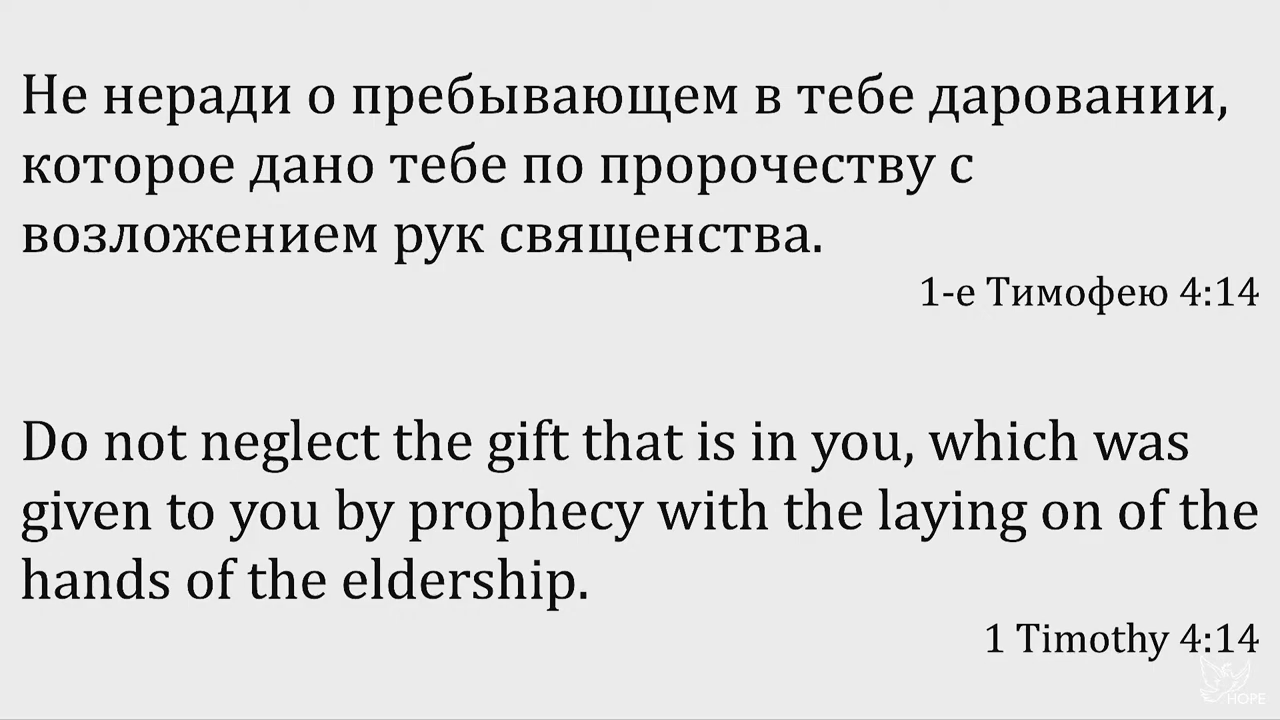 Не неради о пребывающем в тебе даровании,
которое дано тебе по пророчеству с
возложением рук священства.
1-е Тимофею 4:14
Do not neglect the gift that is in you, which was
given to you by prophecy with the laying on of the
hands of the eldership.
1 Timothy 4:14
HOPE